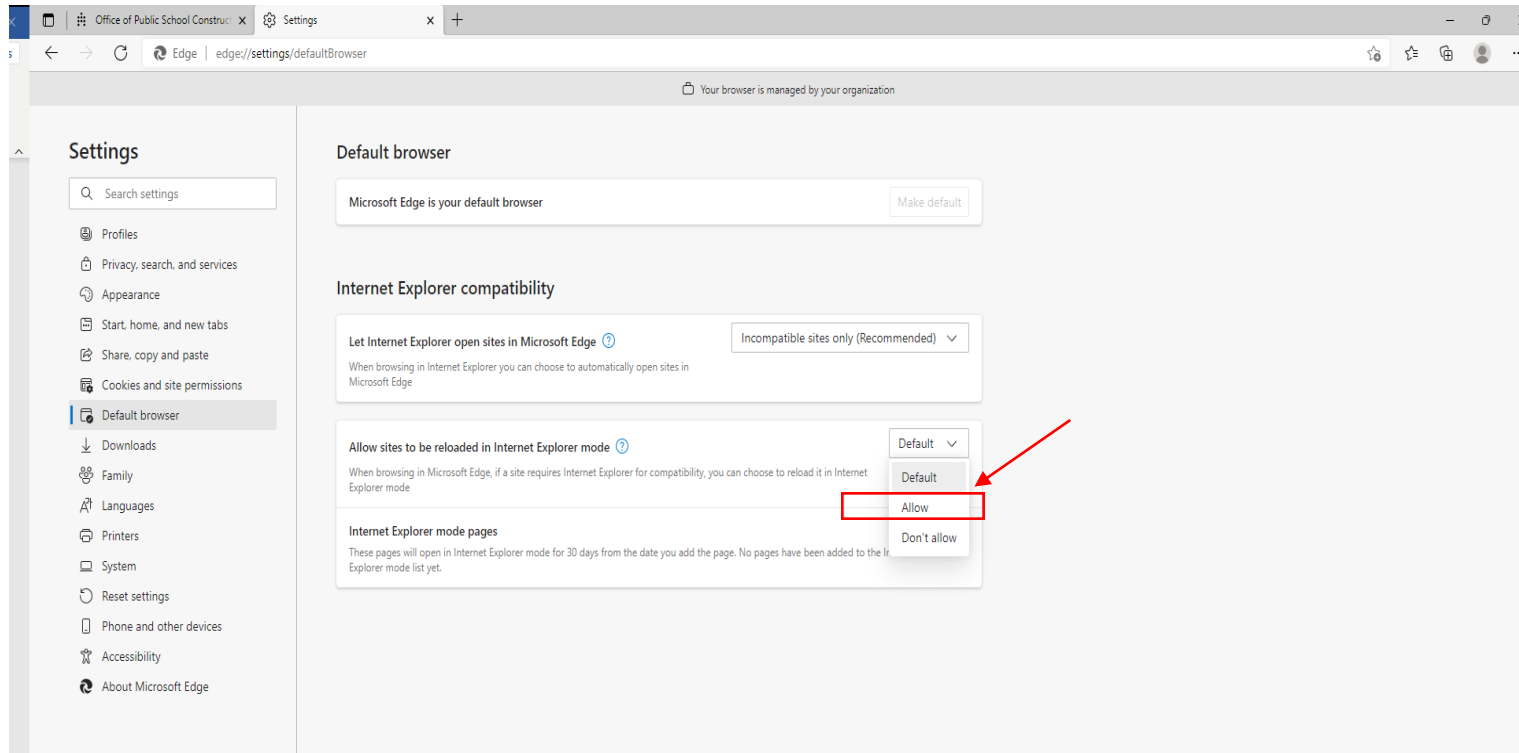 Office of Public School Construc
Settings
Edge | edge://settings/defaultBrowser
Your browser is managed by your organization
Settings
Search settings
Profiles
Privacy, search, and services
Appearance
Start, home, and new tabs
Share, copy and paste
Cookies and site permissions
Default browser
Downloads
Family
Languages
Printers
System
Reset settings
Phone and other devices
Accessibility
About Microsoft Edge
Default browser
Microsoft Edge is your default browser
Make default
Internet Explorer compatibility
Let Internet Explorer open sites in Microsoft Edge
Incompatible sites only (Recommended)
When browsing in Internet Explorer you can choose to automatically open sites in
Microsoft Edge
Allow sites to be reloaded in Internet Explorer mode
Default
When browsing in Microsoft Edge, if a site requires Internet Explorer for compatibility, you can choose to reload it in Internet
Explorer mode
Default
Allow
Don't allow
Internet Explorer mode pages
These pages will open in Internet Explorer mode for 30 days from the date you add the page. No pages have been added to the
Explorer mode list yet.